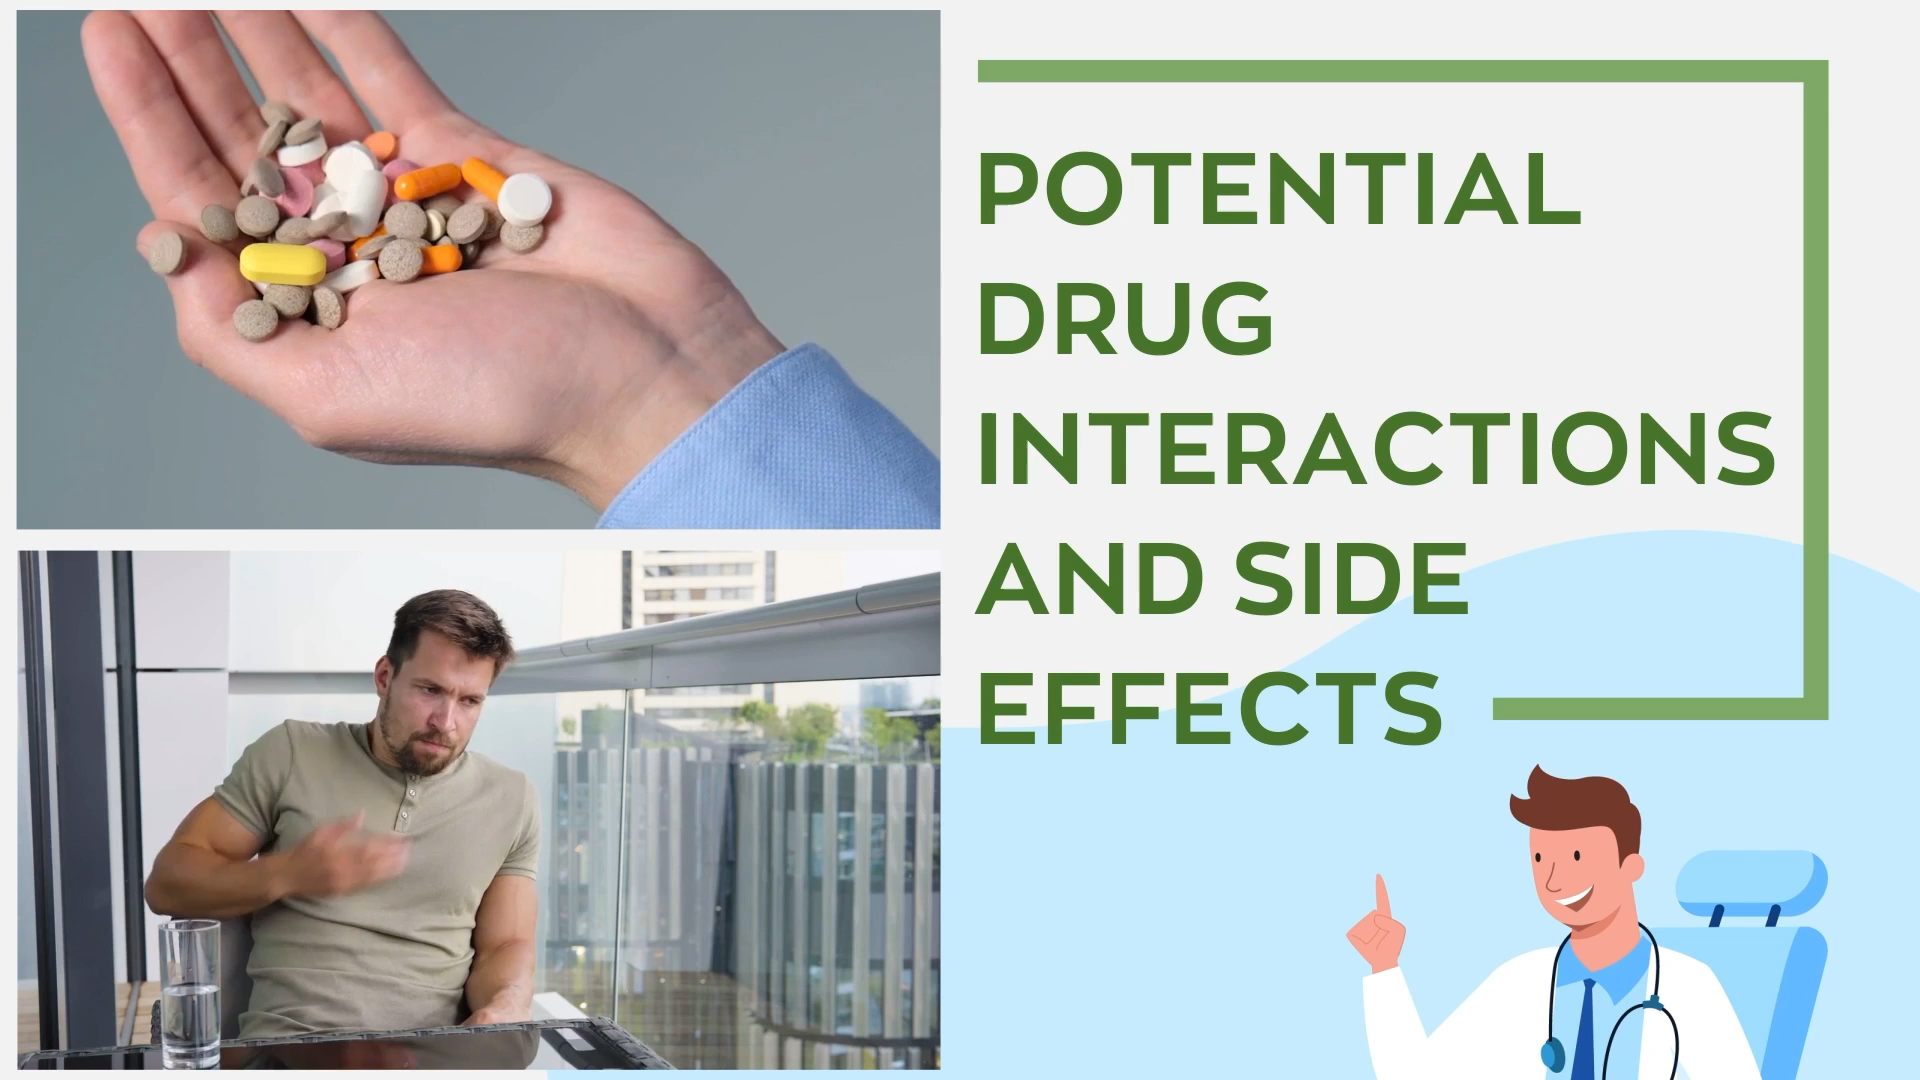 POTENTIAL
DRUG
INTERACTIONS
AND SIDE
EFFECTS